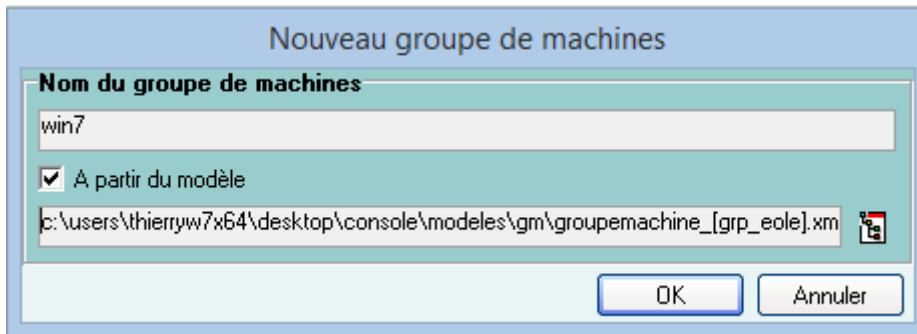 Nouveau groupe de machines
Nom du groupe de machines
win7
A partir du modèle
c:\users\thierryw7x64\desktop\console\modeles\gm\groupemachine_[grp_eole].xm
OK Annuler